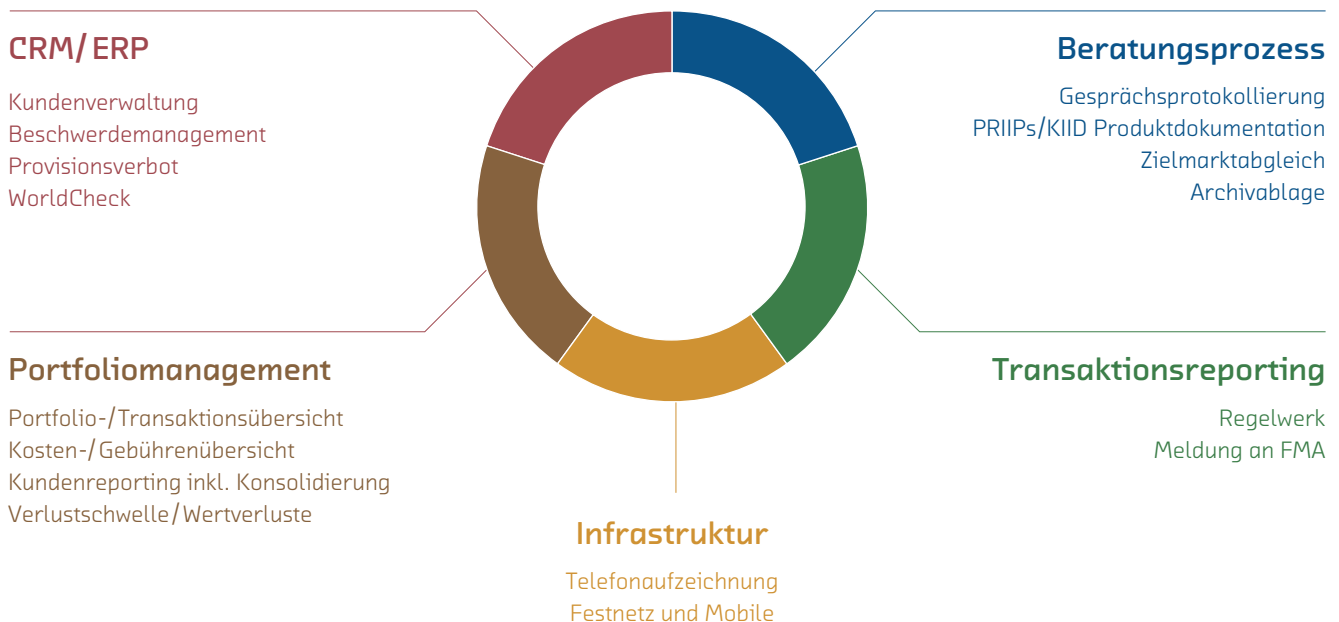 CRM/ERP
Kundenverwaltung
Beschwerdemanagement
Provisionsverbot
WorldCheck
Beratungsprozess
Gesprächsprotokollierung
PRIIPs/KIID Produktdokumentation
Zielmarktabgleich
Archivablage
Portfoliomanagement
Portfolio-/Transaktionsübersicht
Kosten-/Gebührenübersicht
Kundenreporting inkl. Konsolidierung
Verlustschwelle/Wertverluste
Transaktionsreporting
Regelwerk
Meldung an FMA
Infrastruktur
Telefonaufzeichnung
Festnetz und Mobile